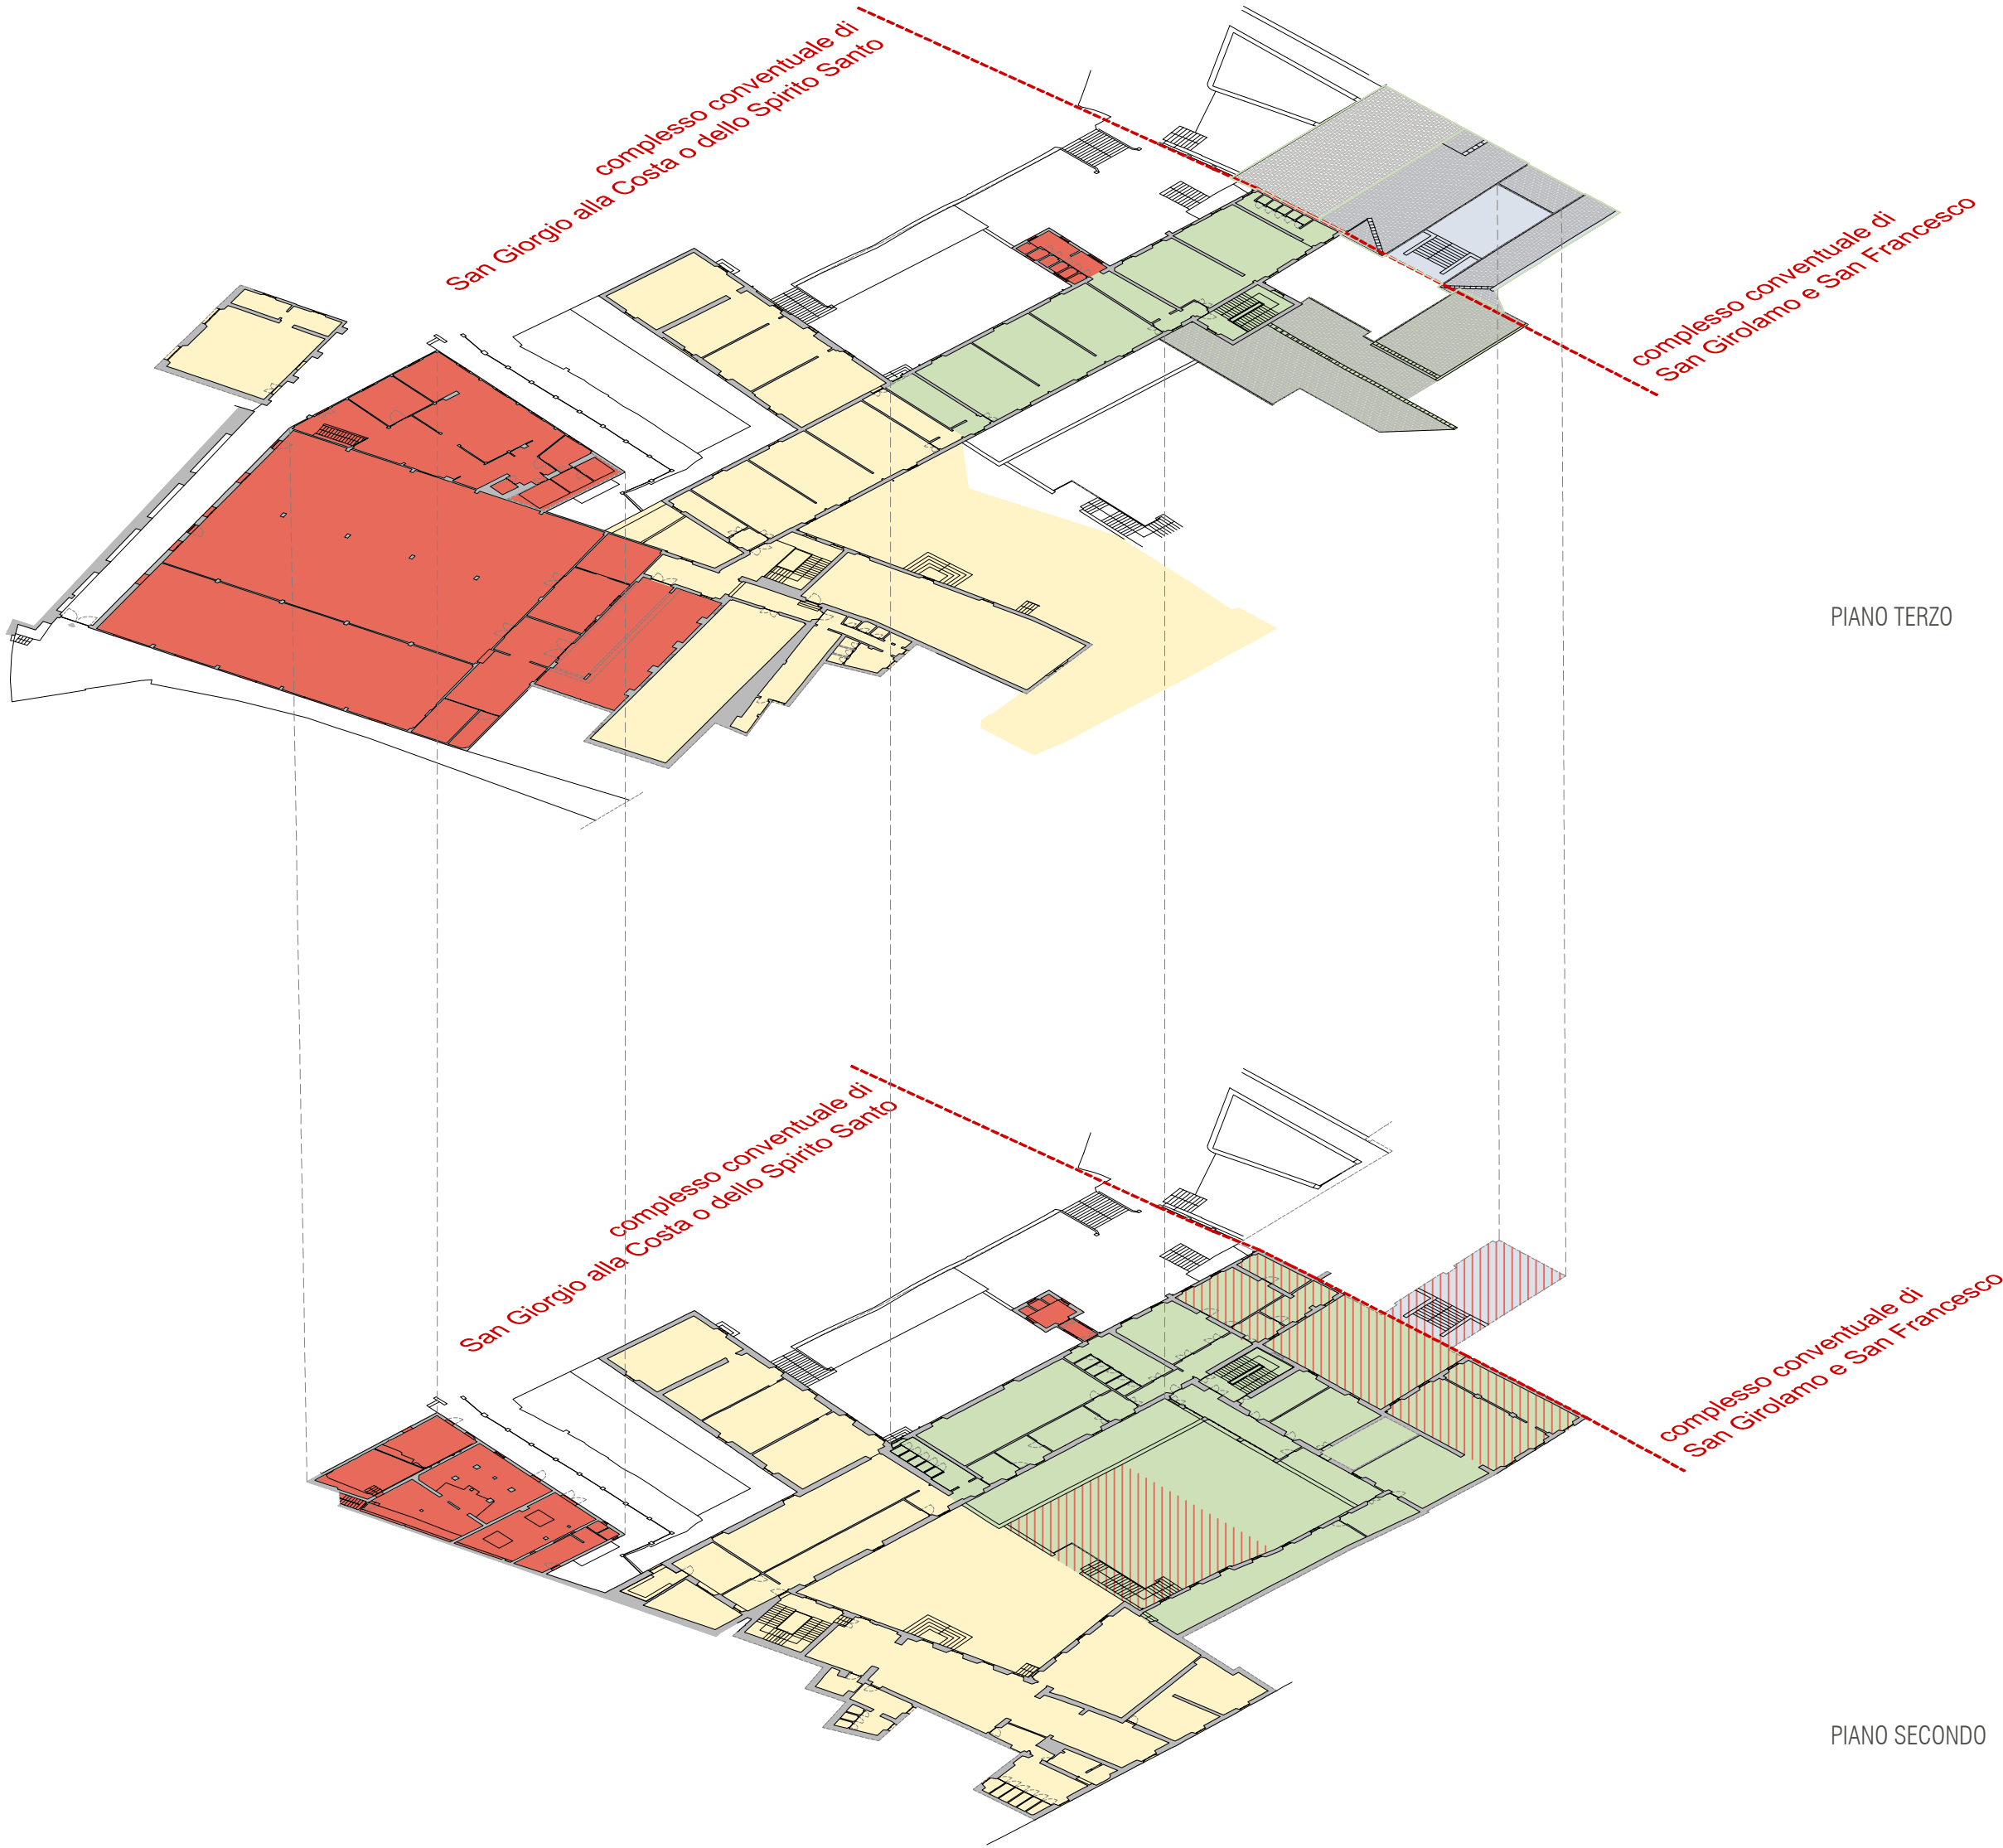 complesso conventuale di
San Giorgio alla Costa o dello Spirito Santo
complesso conventuale di
San Girolamo e San Francesco
PIANO TERZO
complesso conventuale di
San Giorgio alla Costa o dello Spirito Santo
complesso conventuale di
San Girolamo e San Francesco
PIANO SECONDO